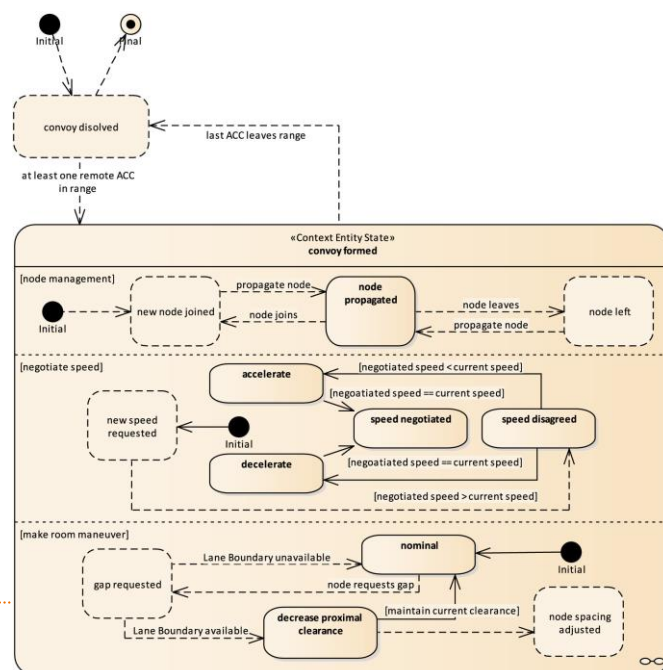 Initial
Final
convoy disolved
last ACC leaves range
at least one remote ACC
in range
«Context Entity State»
convoy formed
[node management]
Initial
new node joined
propagate node
node joins
node
propagated
node leaves
propagate node
node left
[negotiate speed]
accelerate
[negotiated speed < current speed]
[negoatiated speed == current speed]
new speed
requested
Initial
speed negotiated
speed disagreed
decelerate
[negotiated speed == current speed]
[negotiated speed > current speed]
[make room maneuver]
gap requested
Lane Boundary unavailable
node requests gap
nominal
Initial
[maintain current clearance]
Lane Boundary available
decrease proximal
clearance
node spacing
adjusted